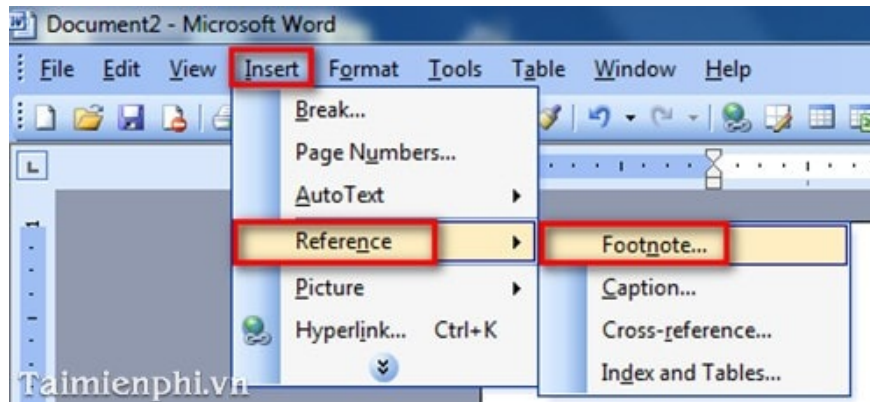 Document2 - Microsoft Word
File Edit View Insert Format Tools Table Window Help
Break...
Page Numbers...
AutoText
Reference
Footnote...
Picture
Caption...
Hyperlink... Ctrl+K
Cross-reference...
Index and Tables...
Taimienphi.vn